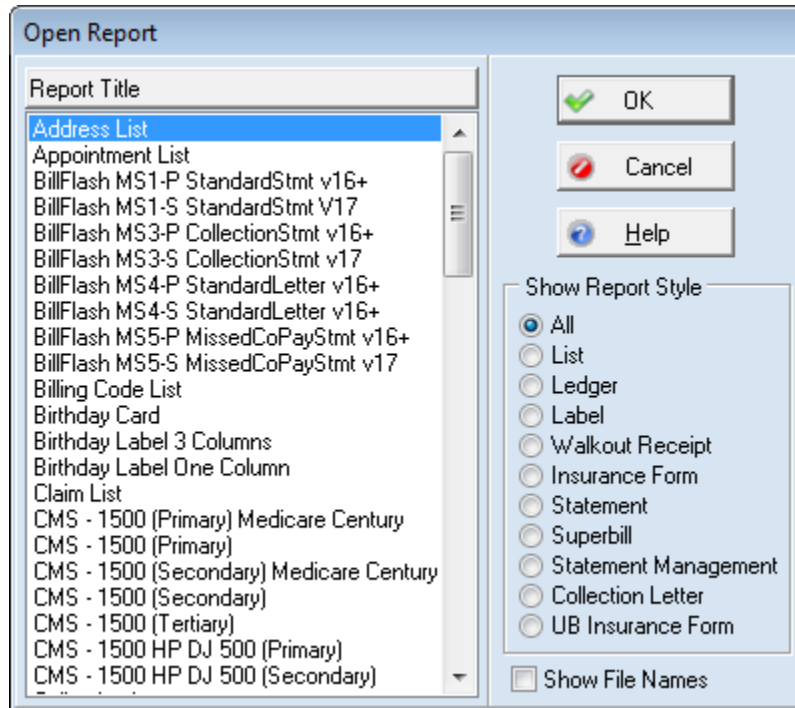 Open Report
Report Title
Address List
Appointment List
BillFlash MS1-P StandardStmt v16+
BillFlash MS1-S StandardStmt V17
BillFlash MS3-P CollectionStmt v16+
BillFlash MS3-S CollectionStmt v17
BillFlash MS4-P StandardLetter v16+
BillFlash MS4-S StandardLetter v16+
BillFlash MS5-P MissedCoPayStmt v16+
BillFlash MS5-S MissedCoPayStmt v17
Billing Code List
Birthday Card
Birthday Label 3 Columns
Birthday Label One Column
Claim List
CMS - 1500 (Primary) Medicare Century
CMS - 1500 (Primary)
CMS - 1500 (Secondary) Medicare Century
CMS - 1500 (Secondary)
CMS - 1500 (Tertiary)
CMS - 1500 HP DJ 500 (Primary)
CMS - 1500 HP DJ 500 (Secondary)
OK
Cancel
Help
Show Report Style
All
List
Ledger
Label
Walkout Receipt
Insurance Form
Statement
Superbill
Statement Management
Collection Letter
UB Insurance Form
Show File Names